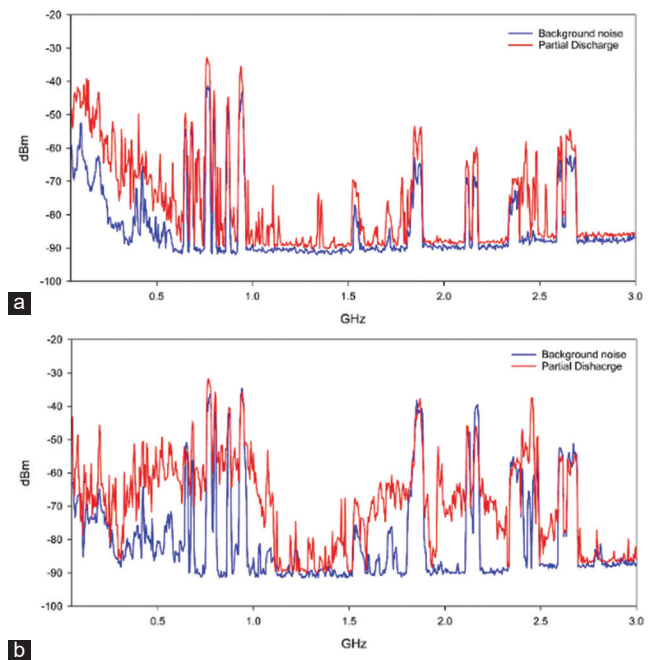 -20
-30
-40
-50
-60
-70
-80
-90
-100
dBm
Background noise
Partial Discharge
0.5 1.0 1.5 2.0 2.5 3.0
GHz
a
-20
-30
-40
-50
-60
-70
-80
-90
-100
dBm
Background noise
Partial Dishacrge
0.5 1.0 1.5 2.0 2.5 3.0
GHz
b